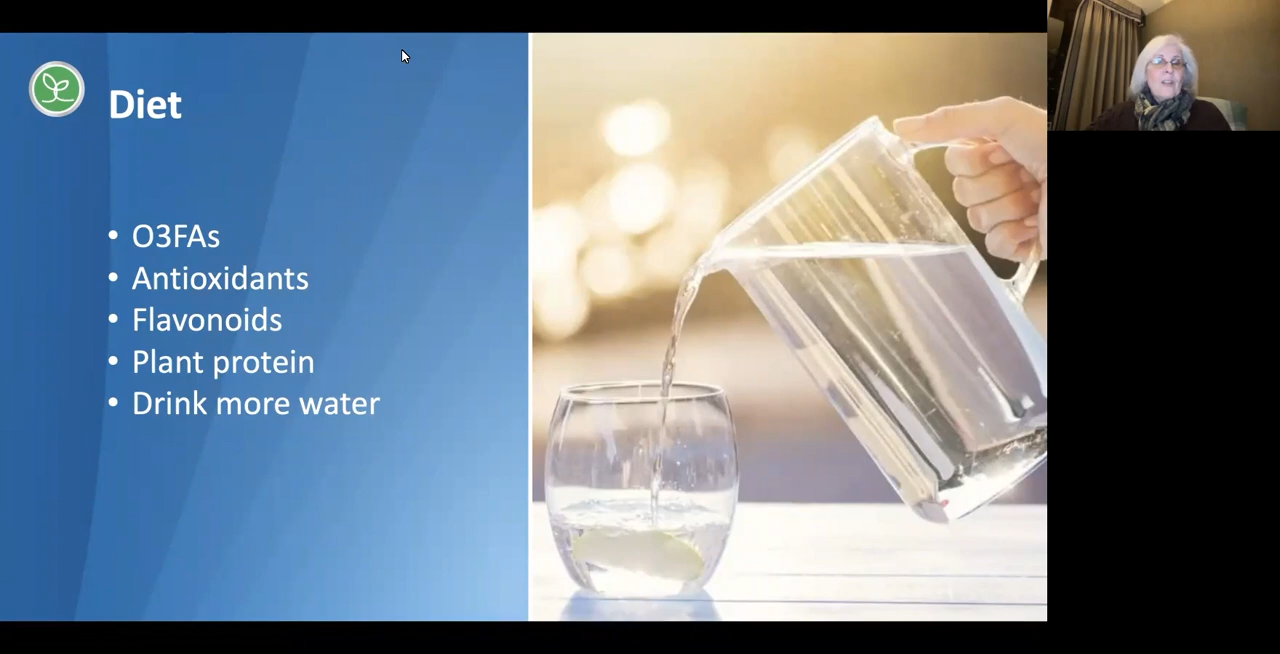 Diet
• O3FAs
• Antioxidants
• Flavonoids
• Plant protein
• Drink more water